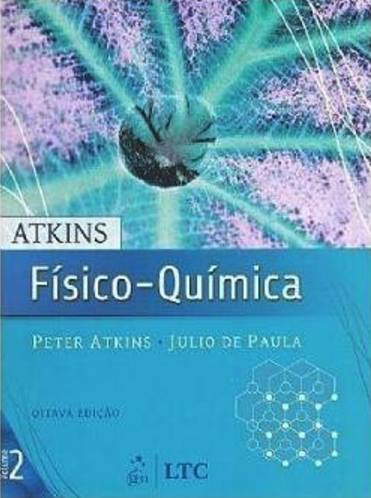 ATKINS
Físico-Química
PETER ATKINS · JULIO DE PAULA
OITAVA EDIÇÃO
volume
2
LTC